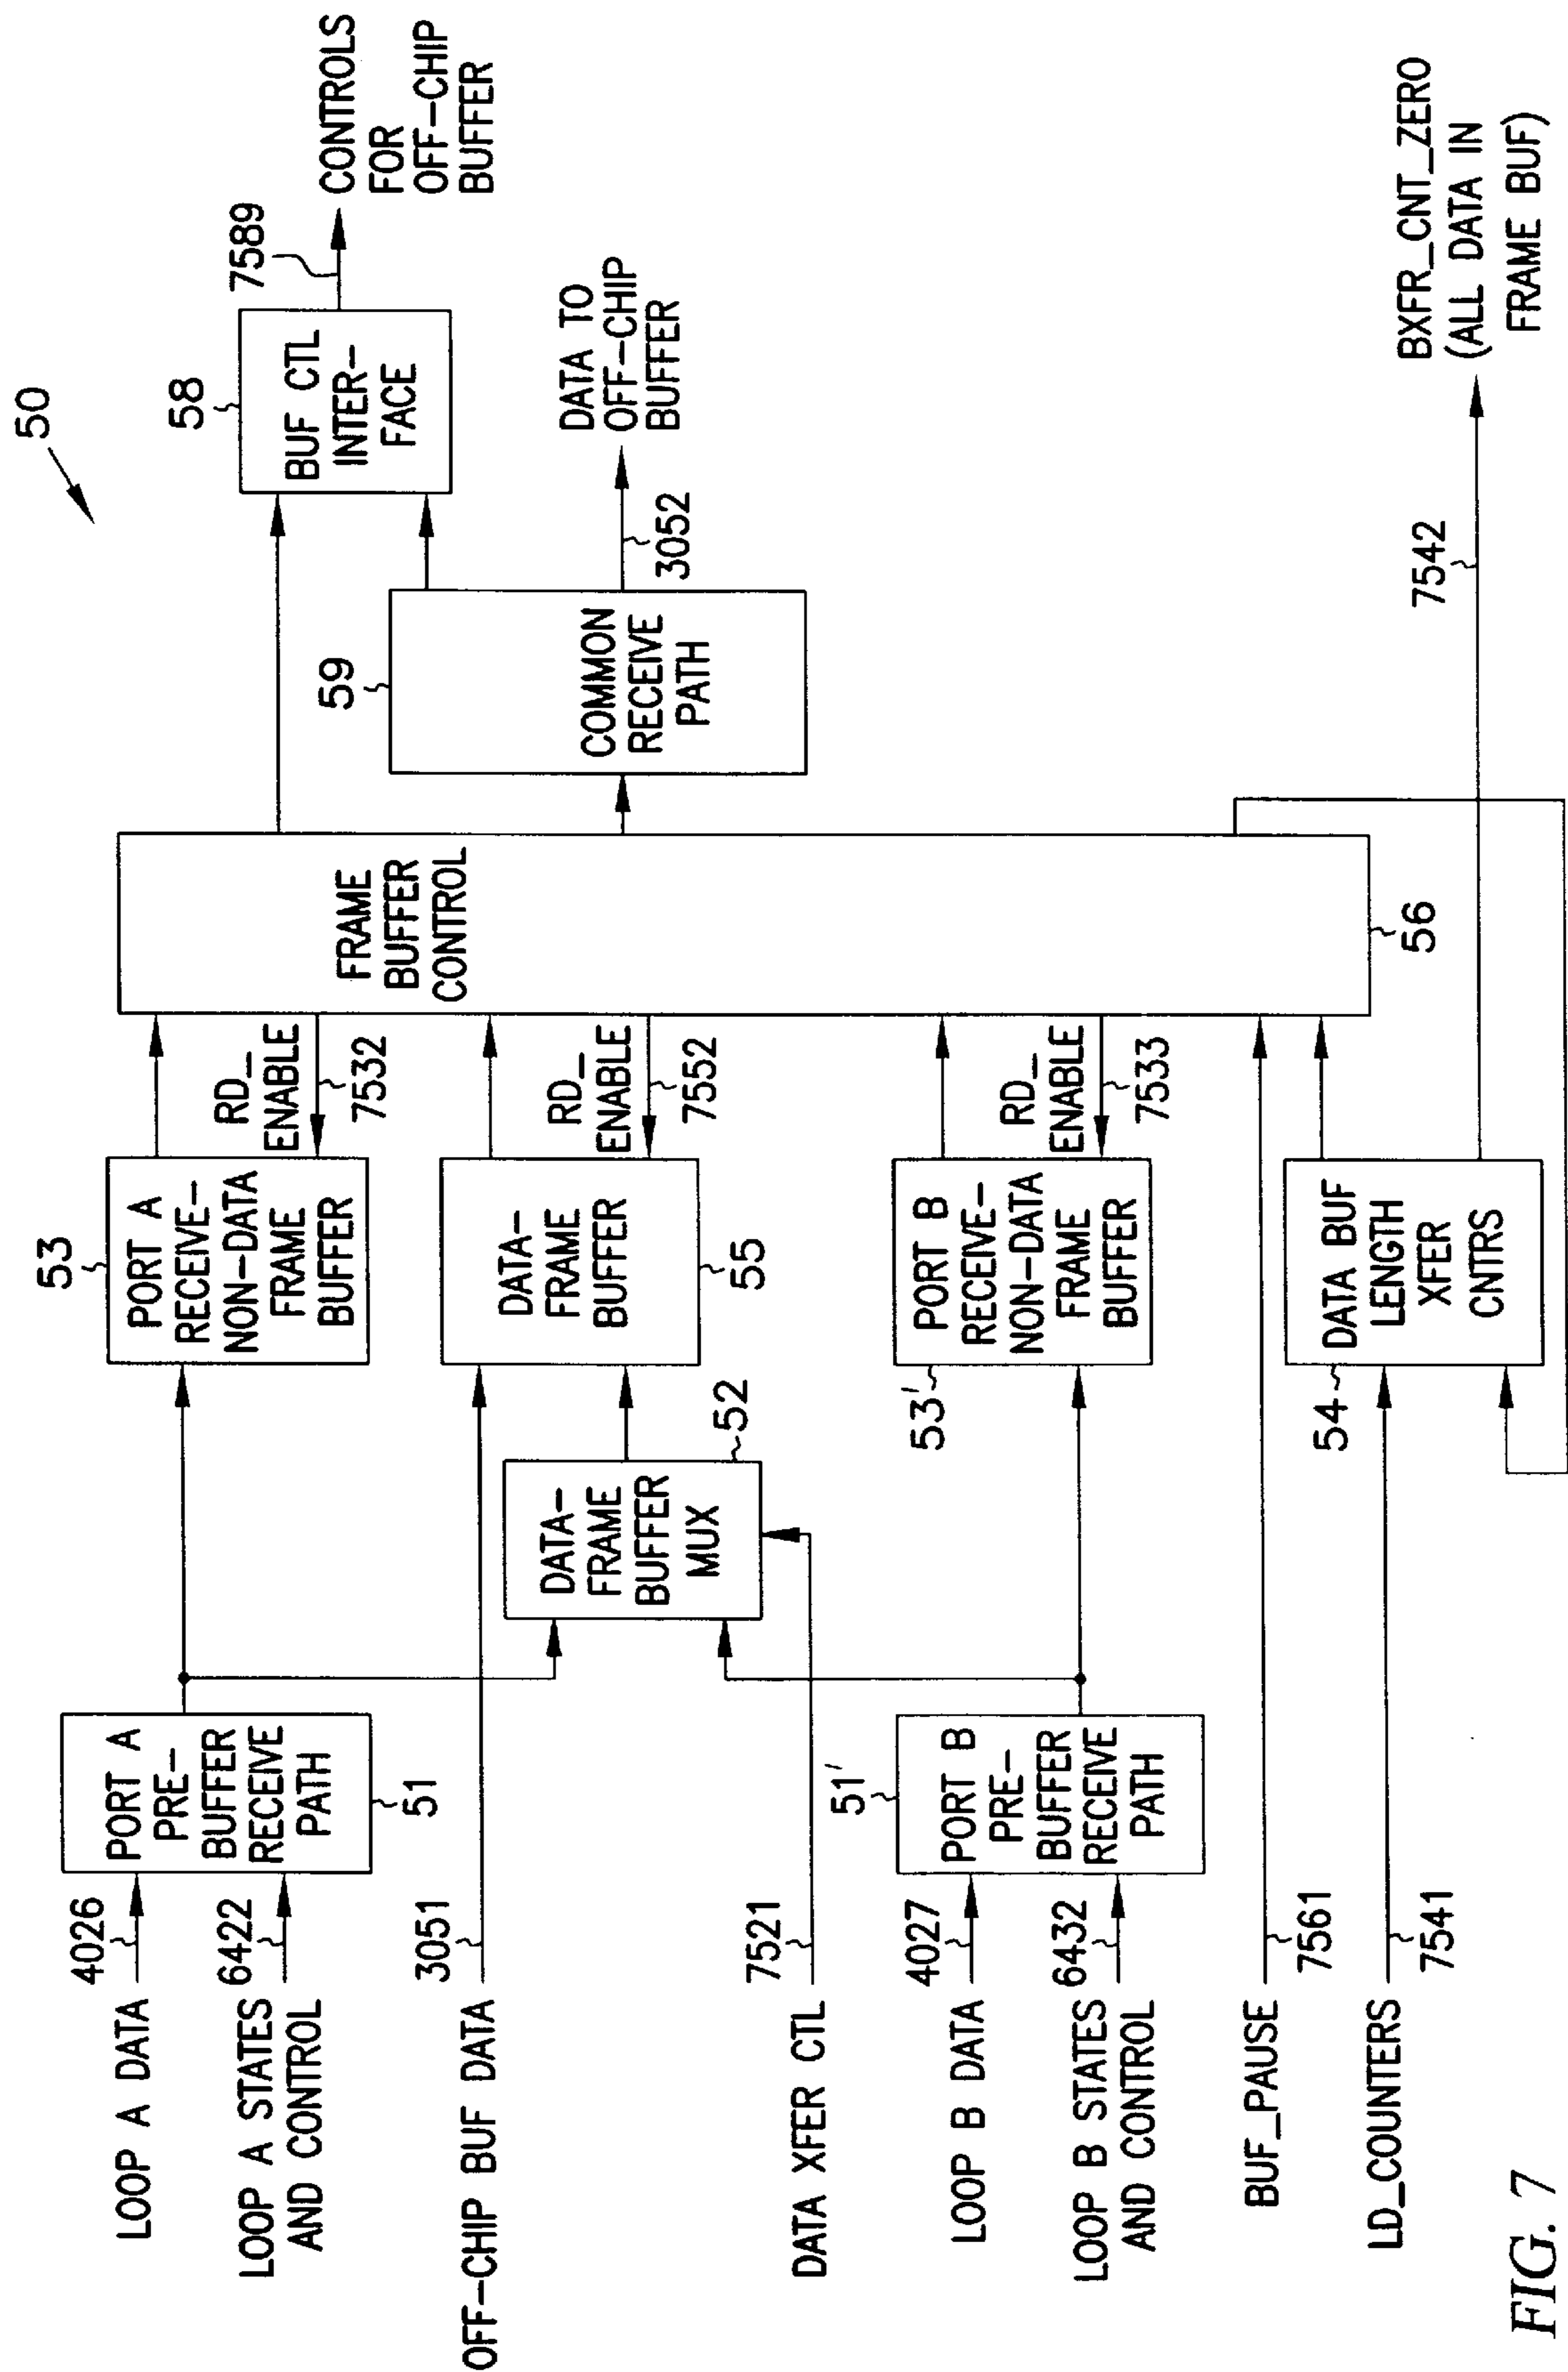 50
LOOP A DATA
4026
LOOP A STATES
AND CONTROL
6422
PORT A
PRE-
BUFFER
RECEIVE
PATH
51
53
PORT A
RECEIVE-
NON-DATA
FRAME
BUFFER
RD_
ENABLE
7532
OFF-CHIP BUF DATA
3051
DATA-
FRAME
BUFFER
MUX
52
DATA-
FRAME
BUFFER
55
RD_
ENABLE
7552
DATA XFER CTL
7521
LOOP B DATA
4027
LOOP B STATES
AND CONTROL
6432
51'
PORT B
PRE-
BUFFER
RECEIVE
PATH
53'
PORT B
RECEIVE-
NON-DATA
FRAME
BUFFER
RD_
ENABLE
7533
BUF_PAUSE
7561
LD_COUNTERS
7541
54
DATA BUF
LENGTH
XFER
CNTRS
FRAME
BUFFER
CONTROL
56
58
BUF CTL
INTER-
FACE
7589
CONTROLS
FOR
OFF-CHIP
BUFFER
59
COMMON
RECEIVE
PATH
3052
DATA TO
OFF-CHIP
BUFFER
7542
BXFR_CNT_ZERO
(ALL DATA IN
FRAME BUF)
FIG. 7